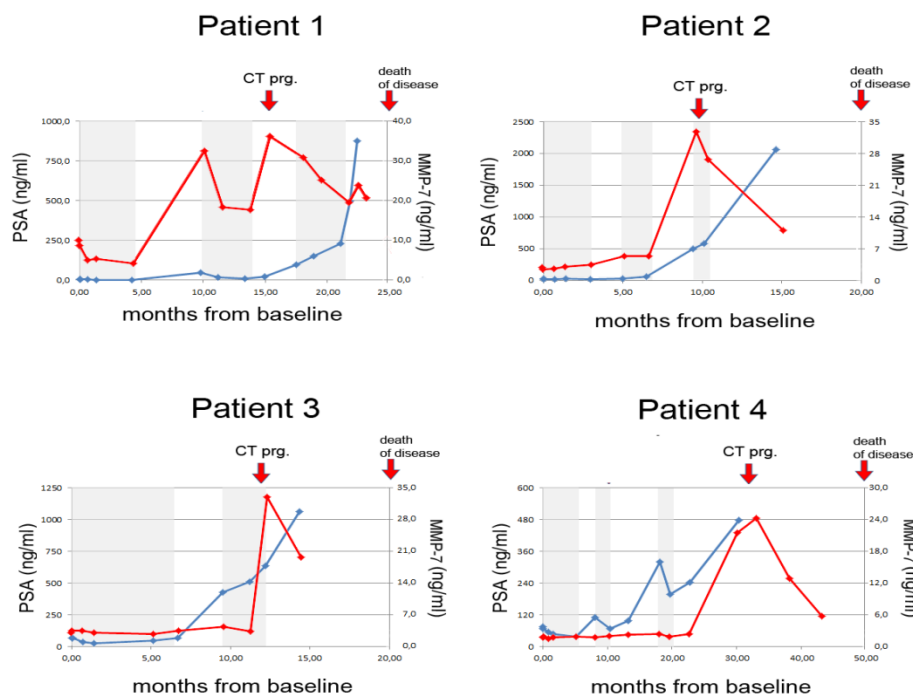 Patient 1
CT prg.
death
of disease
1000,0
750,0
500,0
250,0
0
PSA (ng/ml)
40,0
30,0
20,0
10,0
0,0
MMP-7 (ng/ml)
0,00 5,00 10,00 15,00 20,00 25,00
months from baseline
Patient 2
CT prg.
death
of disease
2500
2000
1500
1000
500
0
PSA (ng/ml)
35
28
21
14
7
0
MMP-7 (ng/ml)
0,00 5,00 10,00 15,00 20,00
months from baseline
Patient 3
CT prg.
death
of disease
1250
1000
750
500
250
0
PSA (ng/ml)
35,0
28,0
21,0
14,0
7,0
0,0
MMP-7 (ng/ml)
0,00 5,00 10,00 15,00 20,00
months from baseline
Patient 4
CT prg.
death
of disease
600
480
360
240
120
0
PSA (ng/ml)
30,0
24,0
18,0
12,0
6,0
0,0
MMP-7 (ng/ml)
0,00 10,00 20,00 30,00 40,00 50,00
months from baseline